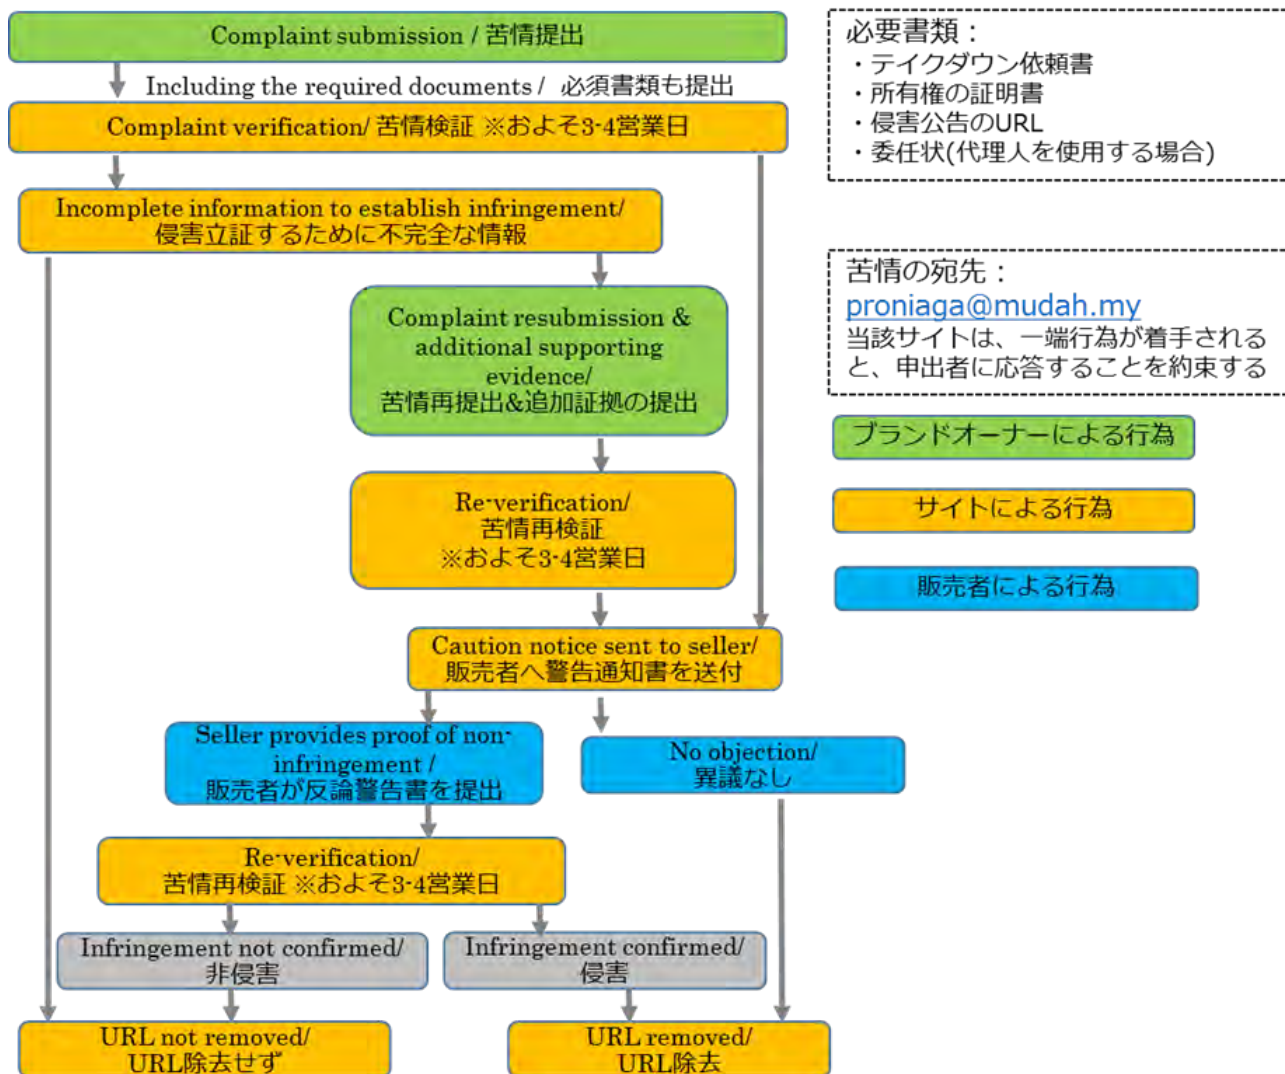 Complaint submission / 苦情提出
Including the required documents / 必須書類も提出
Complaint verification/ 苦情検証 ※およそ3-4営業日
Incomplete information to establish infringement/
侵害立証するために不完全な情報
Complaint resubmission &
additional supporting
evidence/
苦情再提出&追加証拠の提出
Re-verification/
苦情再検証
※およそ3-4営業日
Caution notice sent to seller/
販売者へ警告通知書を送付
Seller provides proof of non-
infringement /
販売者が反論警告書を提出
No objection/
異議なし
Re-verification/
苦情再検証 ※およそ3-4営業日
Infringement not confirmed/
非侵害
Infringement confirmed/
侵害
URL not removed/
URL除去せず
URL removed/
URL除去
必要書類：
・テイクダウン依頼書
・所有権の証明書
・侵害公告のURL
・委任状(代理人を使用する場合)
苦情の宛先：
proniaga@mudah.my
当該サイトは、一端行為が着手される
と、申出者に応答することを約束する
ブランドオーナーによる行為
サイトによる行為
販売者による行為